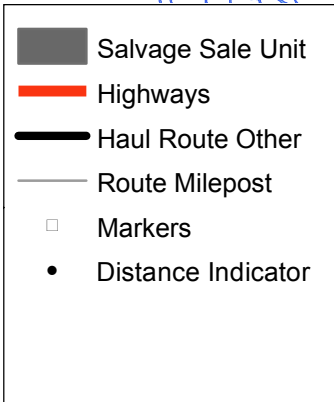 Salvage Sale Unit
Highways
Haul Route Other
Route Milepost
Markers
Distance Indicator